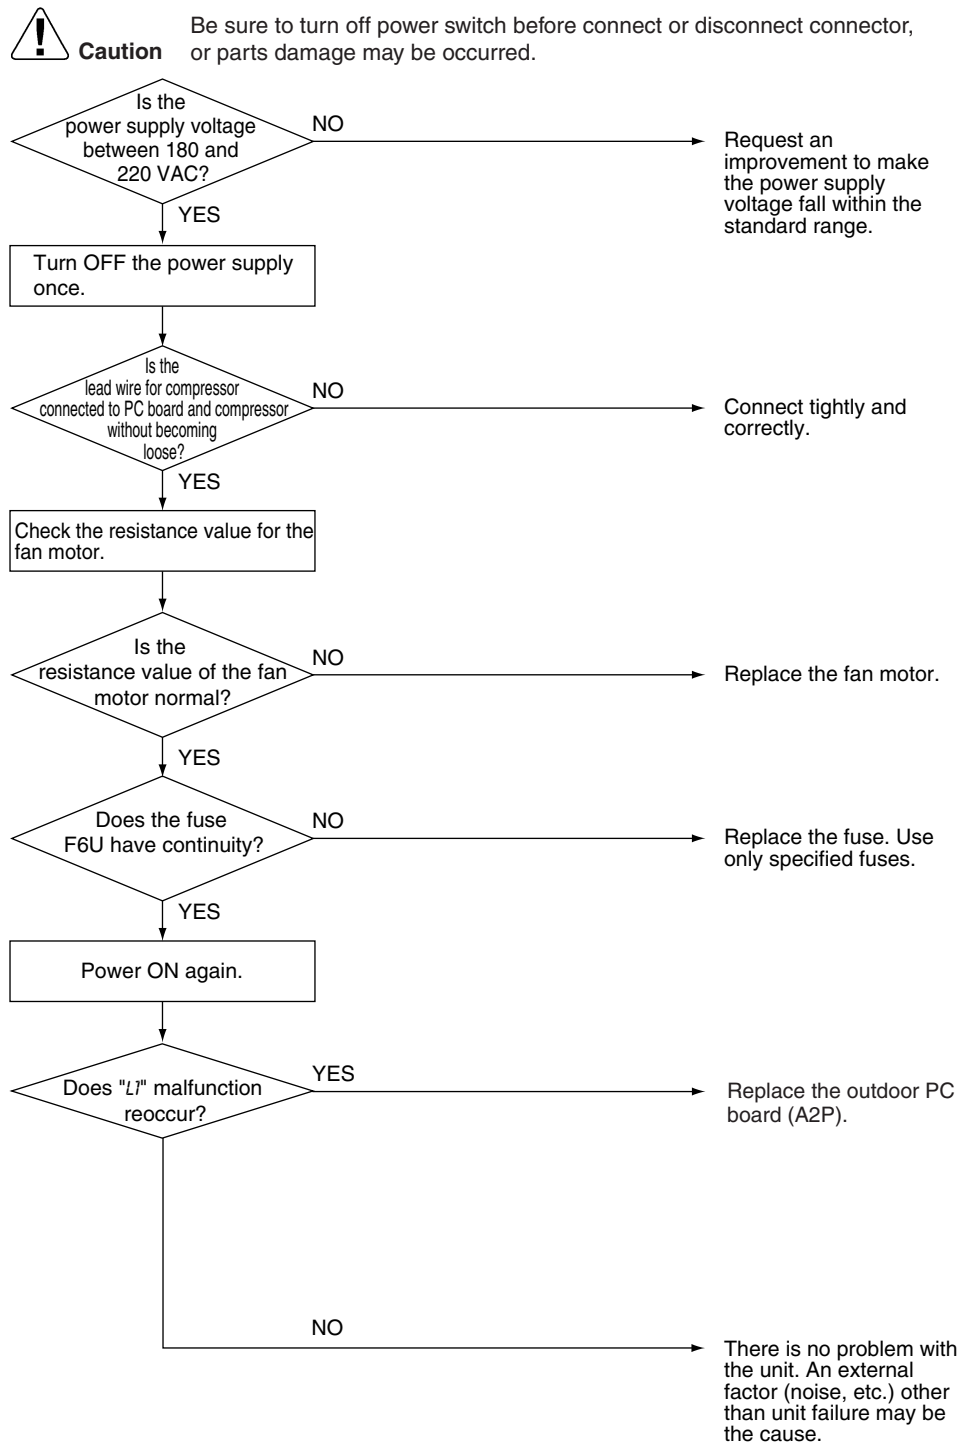 Be sure to turn off power switch before connect or disconnect connector,
Caution or parts damage may be occurred.
Is the
power supply voltage
between 180 and
220 VAC?
NO
Request an
improvement to make
the power supply
voltage fall within the
standard range.
YES
Turn OFF the power supply
once.
Is the
lead wire for compressor
connected to PC board and compressor
without becoming
loose?
NO
Connect tightly and
correctly.
YES
Check the resistance value for the
fan motor.
Is the
resistance value of the fan
motor normal?
NO
Replace the fan motor.
YES
Does the fuse
F6U have continuity?
NO
Replace the fuse. Use
only specified fuses.
YES
Power ON again.
Does "L1" malfunction
reoccur?
YES
Replace the outdoor PC
board (A2P).
NO
There is no problem with
the unit. An external
factor (noise, etc.) other
than unit failure may be
the cause.